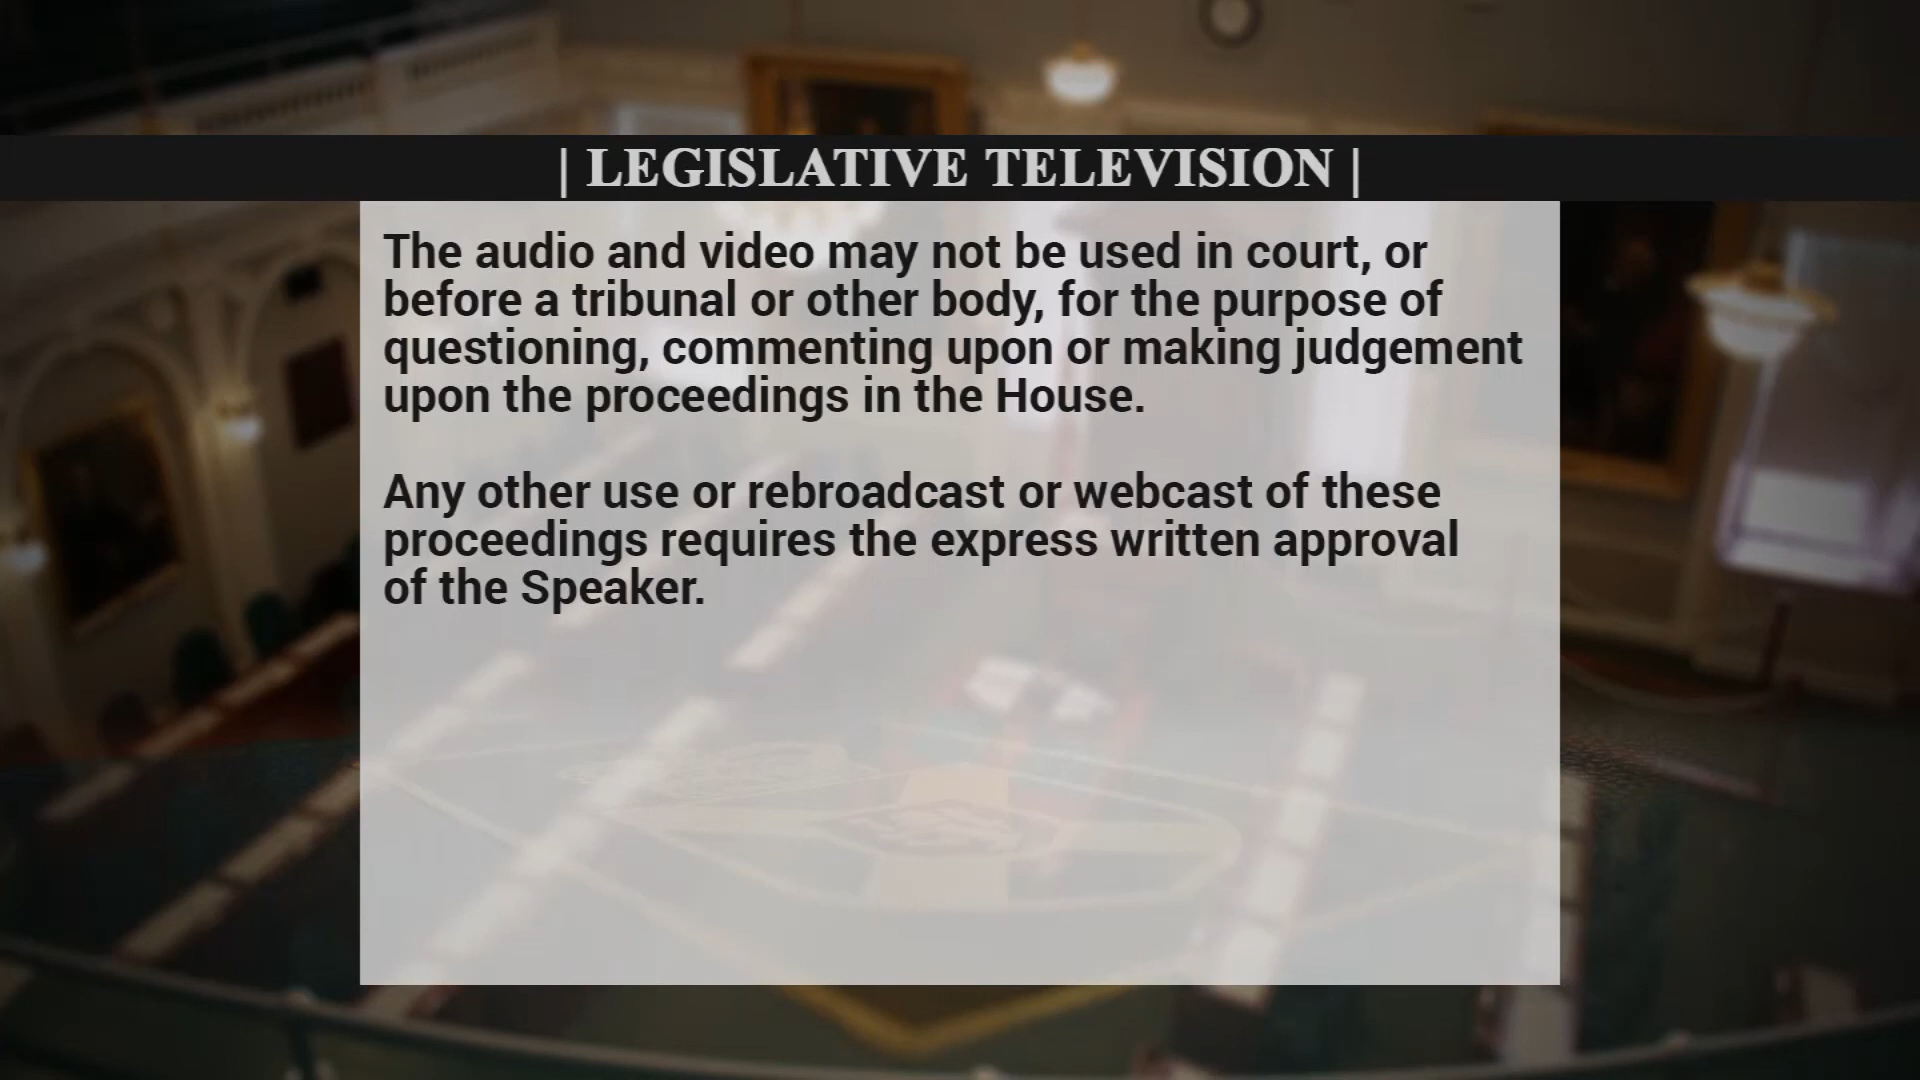 | LEGISLATIVE TELEVISION |
The audio and video may not be used in court, or
before a tribunal or other body, for the purpose of
questioning, commenting upon or making judgement
upon the proceedings in the House.
Any other use or rebroadcast or webcast of these
proceedings requires the express written approval
of the Speaker.